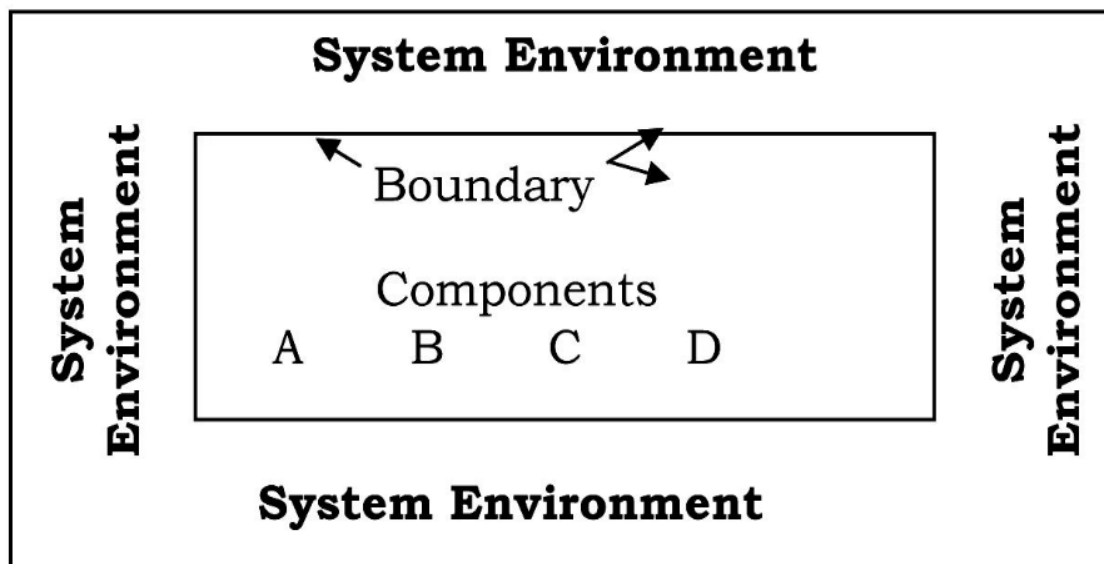 System Environment
System
Environment
Boundary
Components
A B C D
System
Environment
System Environment